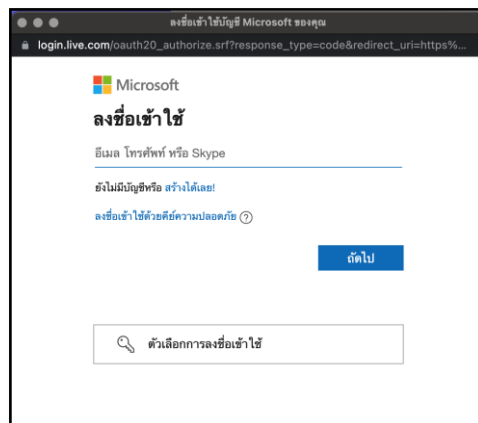 ลงชื่อเข้าใช้บัญชี Microsoft ของคุณ
login.live.com/oauth20_authorize.srf?response_type=code&redirect_uri=https%...
Microsoft
ลงชื่อเข้าใช้
อีเมล โทรศัพท์ หรือ Skype
ยังไม่มีบัญชีหรือ สร้างได้เลย!
ลงชื่อเข้าใช้ด้วยคีย์ความปลอดภัย ?
ถัดไป
ตัวเลือกการลงชื่อเข้าใช้